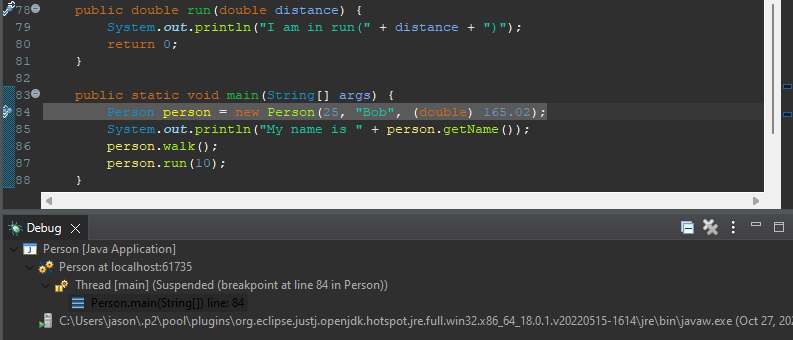 78 public double run(double distance) {
79 System.out.println("I am in run(" + distance + ")");
80 return 0;
81 }
82
83 public static void main(String[] args) {
84 Person person = new Person(25, "Bob", (double) 165.02);
85 System.out.println("My name is " + person.getName());
86 person.walk();
87 person.run(10);
88 }
Debug
Person [Java Application]
Person at localhost:61735
Thread [main] (Suspended (breakpoint at line 84 in Person))
Person.main(String[]) line: 84
C:\Users\jason\.p2\pool\plugins\org.eclipse.justj.openjdk.hotspot.jre.full.win32.x86_64_18.0.1.v20220515-1614\jre\bin\javaw.exe (Oct 27, 20